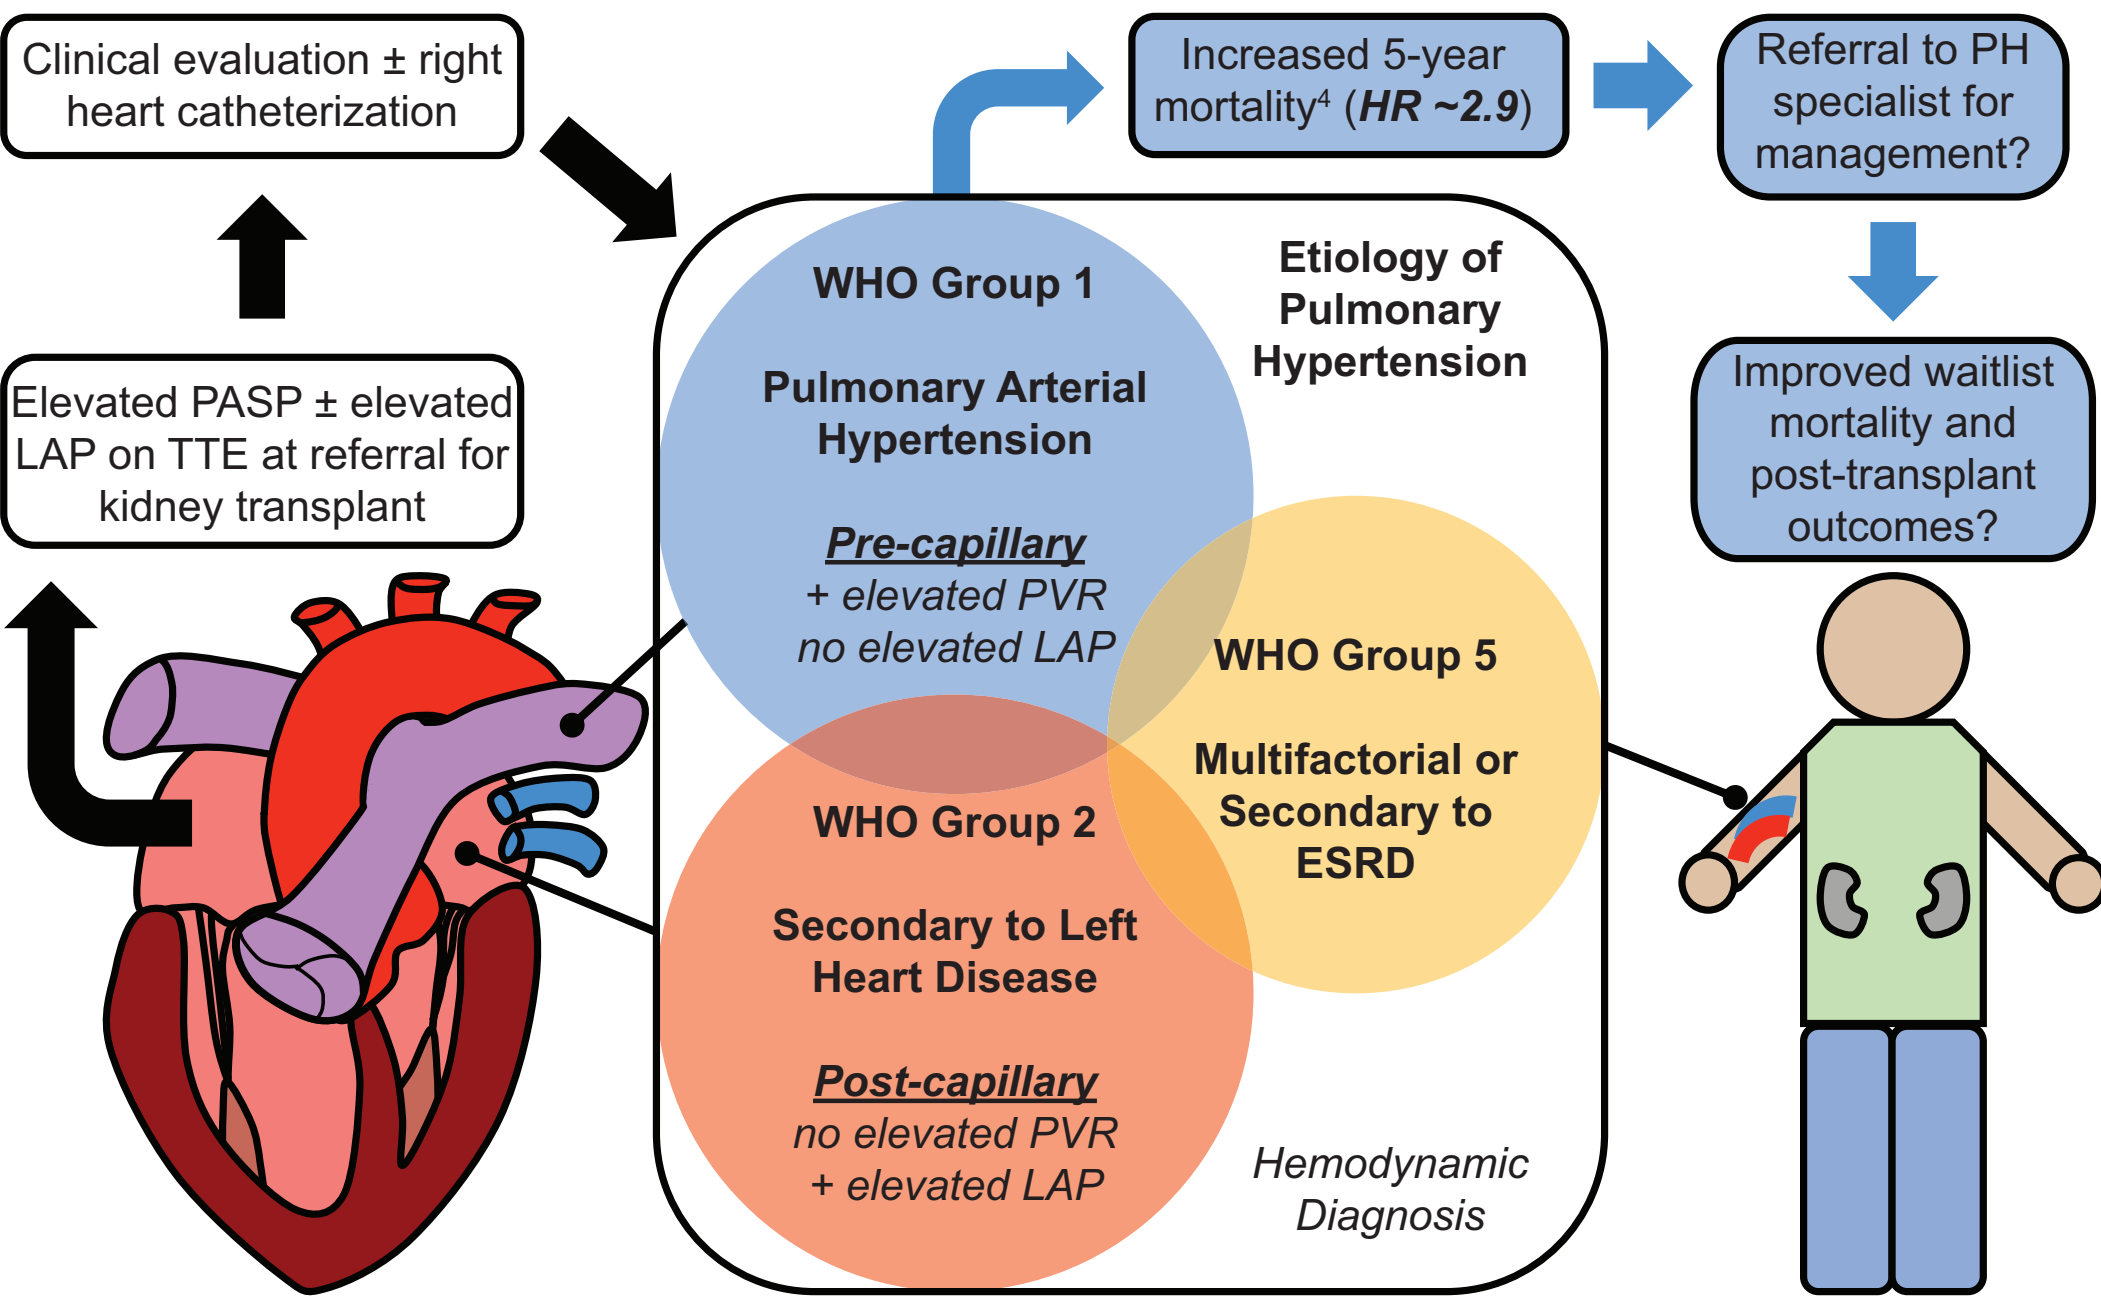 Clinical evaluation ± right
heart catheterization
Elevated PASP ± elevated
LAP on TTE at referral for
kidney transplant
Increased 5-year
mortality⁴ (HR ~2.9)
Referral to PH
specialist for
management?
Improved waitlist
mortality and
post-transplant
outcomes?
Etiology of
Pulmonary
Hypertension
WHO Group 1
Pulmonary Arterial
Hypertension
Pre-capillary
+ elevated PVR
no elevated LAP
WHO Group 5
Multifactorial or
Secondary to
ESRD
WHO Group 2
Secondary to Left
Heart Disease
Post-capillary
no elevated PVR
+ elevated LAP
Hemodynamic
Diagnosis